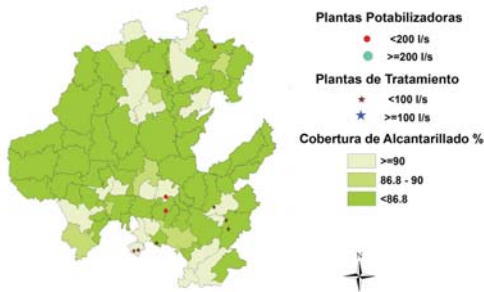 Plantas Potabilizadoras
<200 l/s
>=200 l/s
Plantas de Tratamiento
<100 l/s
>=100 l/s
Cobertura de Alcantarillado %
>=90
86.8 - 90
<86.8
N